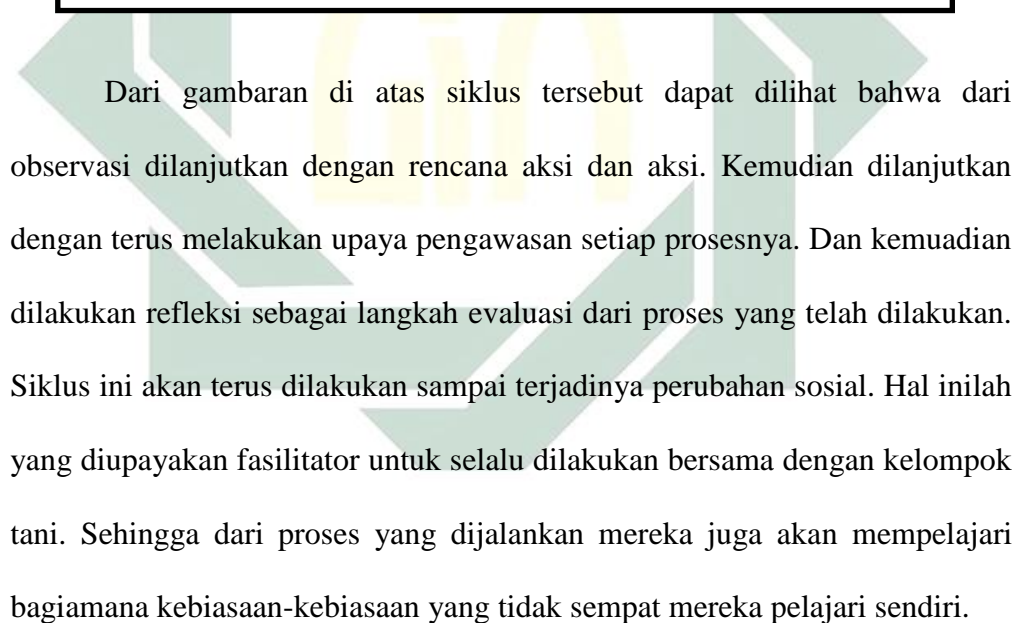 Dari gambaran di atas siklus tersebut dapat dilihat bahwa dari
observasi dilanjutkan dengan rencana aksi dan aksi. Kemudian dilanjutkan
dengan terus melakukan upaya pengawasan setiap prosesnya. Dan kemuadian
dilakukan refleksi sebagai langkah evaluasi dari proses yang telah dilakukan.
Siklus ini akan terus dilakukan sampai terjadinya perubahan sosial. Hal inilah
yang diupayakan fasilitator untuk selalu dilakukan bersama dengan kelompok
tani. Sehingga dari proses yang dijalankan mereka juga akan mempelajari
bagiamana kebiasaan-kebiasaan yang tidak sempat mereka pelajari sendiri.